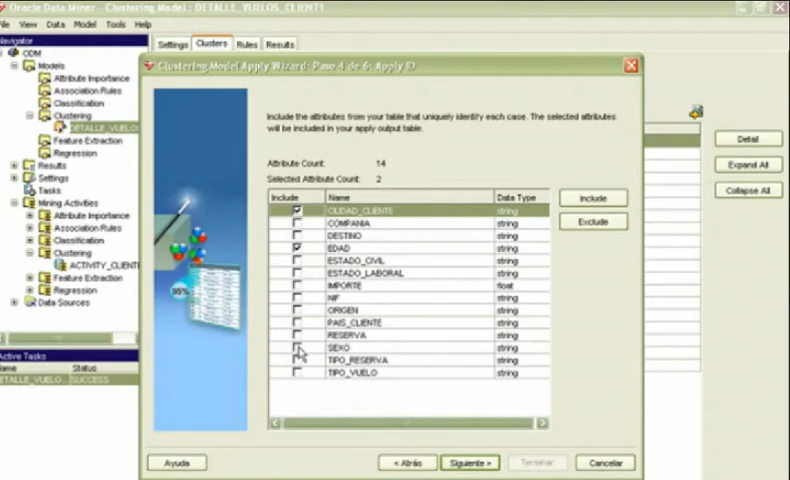 Oracle Data Miner - Clustering Model : DETALLE_VUELOS_CLIENT1
File View Data Model Tools Help
Navigator
ODM
Models
Attribute Importance
Association Rules
Classification
Clustering
DETALLE_VUELOS
Feature Extraction
Regression
Results
Settings
Tasks
Mining Activities
Attribute Importance
Association Rules
Classification
Clustering
ACTIVITY_CLIENT
Feature Extraction
Regression
Data Sources
Active Tasks
Name Status
DETALLE_VUELO SUCCESS
Settings Clusters Rules Results
Detail
Expand All
Collapse All
Clustering Model Apply Wizard: Paso 4 de 6: Apply ID
Include the attributes from your table that uniquely identify each case. The selected attributes
will be included in your apply output table.
Attribute Count: 14
Selected Attribute Count: 2
Include Name Data Type
CIUDAD_CLIENTE string
COMPANIA string
DESTINO string
EDAD string
ESTADO_CIVIL string
ESTADO_LABORAL string
IMPORTE float
NIF string
ORIGEN string
PAIS_CLIENTE string
RESERVA string
SEXO string
TIPO_RESERVA string
TIPO_VUELO string
Include
Exclude
95%
Ayuda
< Atrás
Siguiente >
Terminar
Cancelar